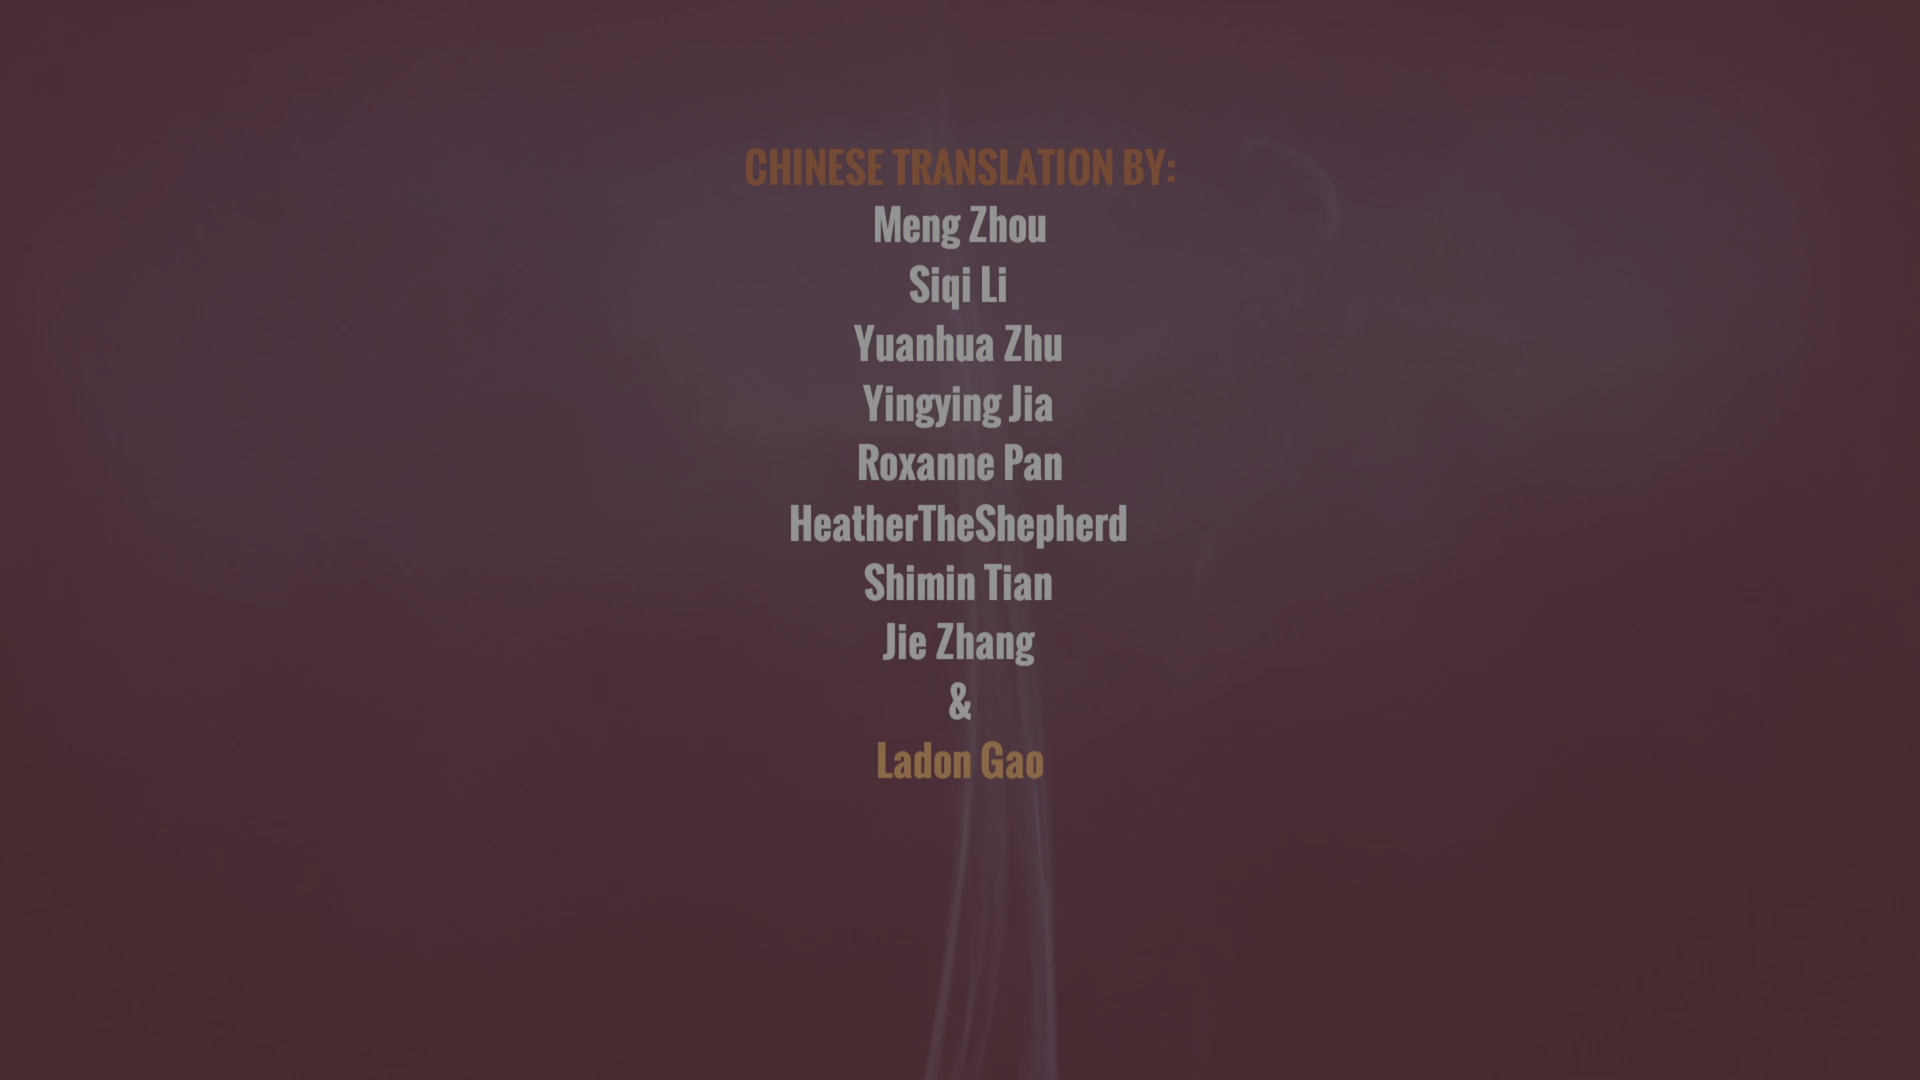 CHINESE TRANSLATION BY:
Meng Zhou
Siqi Li
Yuanhua Zhu
Yingying Jia
Roxanne Pan
HeatherTheShepherd
Shimin Tian
Jie Zhang
&
Ladon Gao